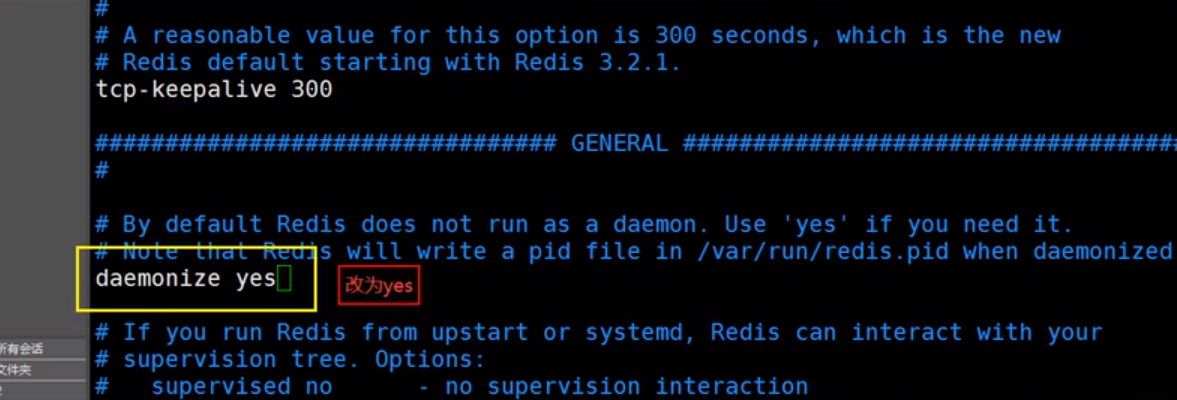 #
# A reasonable value for this option is 300 seconds, which is the new
# Redis default starting with Redis 3.2.1.
tcp-keepalive 300
################################# GENERAL ###################################
#
# By default Redis does not run as a daemon. Use 'yes' if you need it.
# Note that Redis will write a pid file in /var/run/redis.pid when daemonized
daemonize yes
改为yes
# If you run Redis from upstart or systemd, Redis can interact with your
所有会话
# supervision tree. Options:
文件夹
#   supervised no      - no supervision interaction